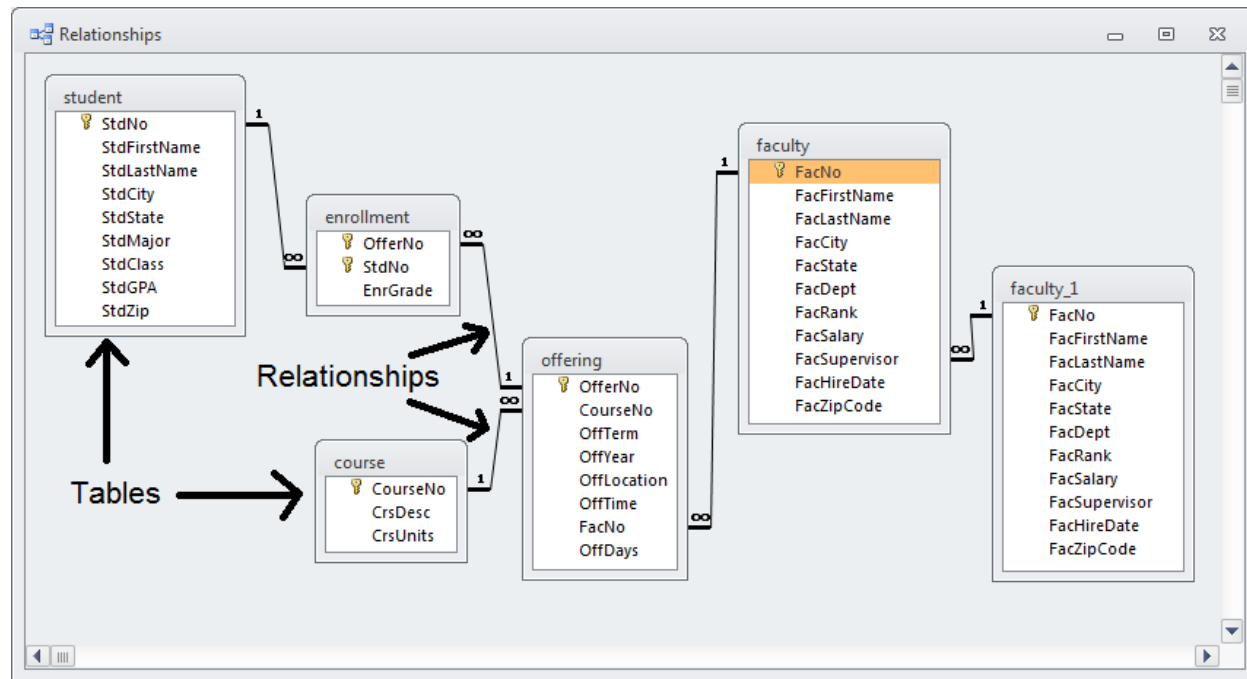 Relationships
student
StdNo
StdFirstName
StdLastName
StdCity
StdState
StdMajor
StdClass
StdGPA
StdZip
1
∞
enrollment
OfferNo
StdNo
EnrGrade
∞
1
Relationships
Tables
course
CourseNo
CrsDesc
CrsUnits
1
∞
offering
OfferNo
CourseNo
OffTerm
OffYear
OffLocation
OffTime
FacNo
OffDays
∞
1
faculty
FacNo
FacFirstName
FacLastName
FacCity
FacState
FacDept
FacRank
FacSalary
FacSupervisor
FacHireDate
FacZipCode
∞
1
faculty_1
FacNo
FacFirstName
FacLastName
FacCity
FacState
FacDept
FacRank
FacSalary
FacSupervisor
FacHireDate
FacZipCode